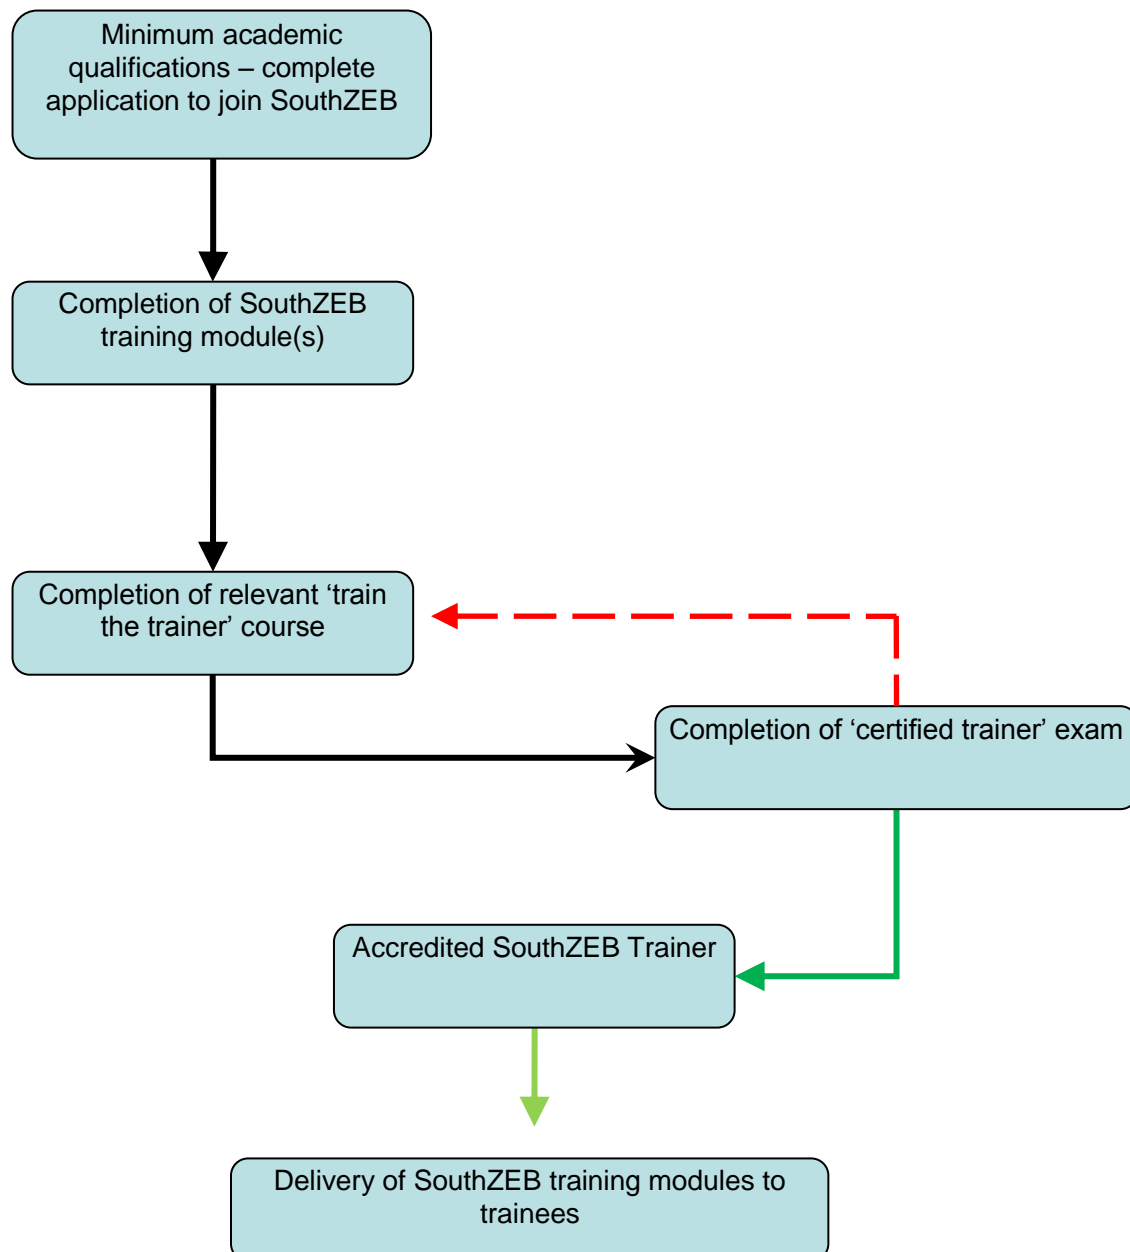 Minimum academic
qualifications – complete
application to join SouthZEB
Completion of SouthZEB
training module(s)
Completion of relevant ‘train
the trainer’ course
Completion of ‘certified trainer’ exam
Accredited SouthZEB Trainer
Delivery of SouthZEB training modules to
trainees